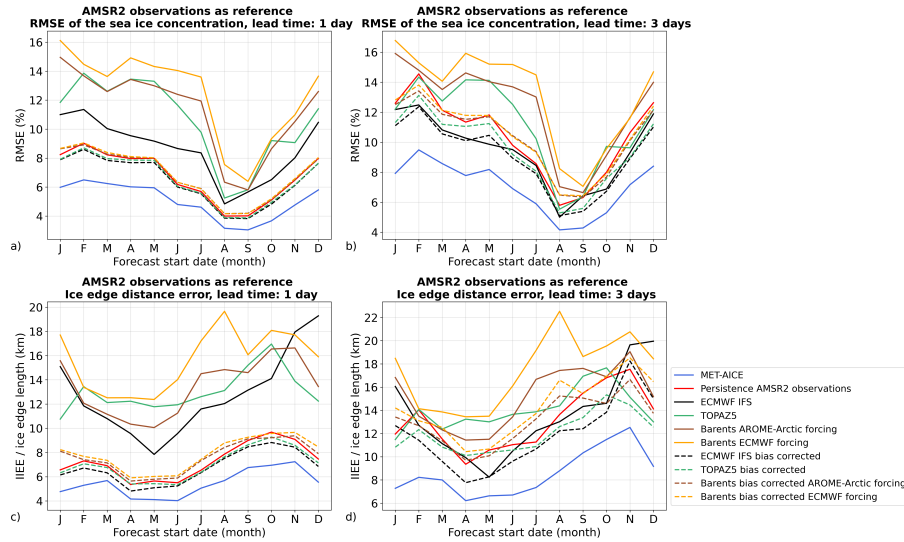 AMSR2 observations as reference
RMSE of the sea ice concentration, lead time: 1 day
RMSE (%)
16
14
12
10
8
6
4
J F M A M J J A S O N D
a)
Forecast start date (month)
AMSR2 observations as reference
RMSE of the sea ice concentration, lead time: 3 days
RMSE (%)
16
14
12
10
8
6
4
J F M A M J J A S O N D
b)
Forecast start date (month)
AMSR2 observations as reference
Ice edge distance error, lead time: 1 day
IIEE / ice edge length (km)
20
18
16
14
12
10
8
6
4
J F M A M J J A S O N D
c)
Forecast start date (month)
AMSR2 observations as reference
Ice edge distance error, lead time: 3 days
IIEE / ice edge length (km)
22
20
18
16
14
12
10
8
6
J F M A M J J A S O N D
d)
Forecast start date (month)
MET-AICE
Persistence AMSR2 observations
ECMWF IFS
TOPAZ5
Barents AROME-Arctic forcing
Barents ECMWF forcing
ECMWF IFS bias corrected
TOPAZ5 bias corrected
Barents bias corrected AROME-Arctic forcing
Barents bias corrected ECMWF forcing